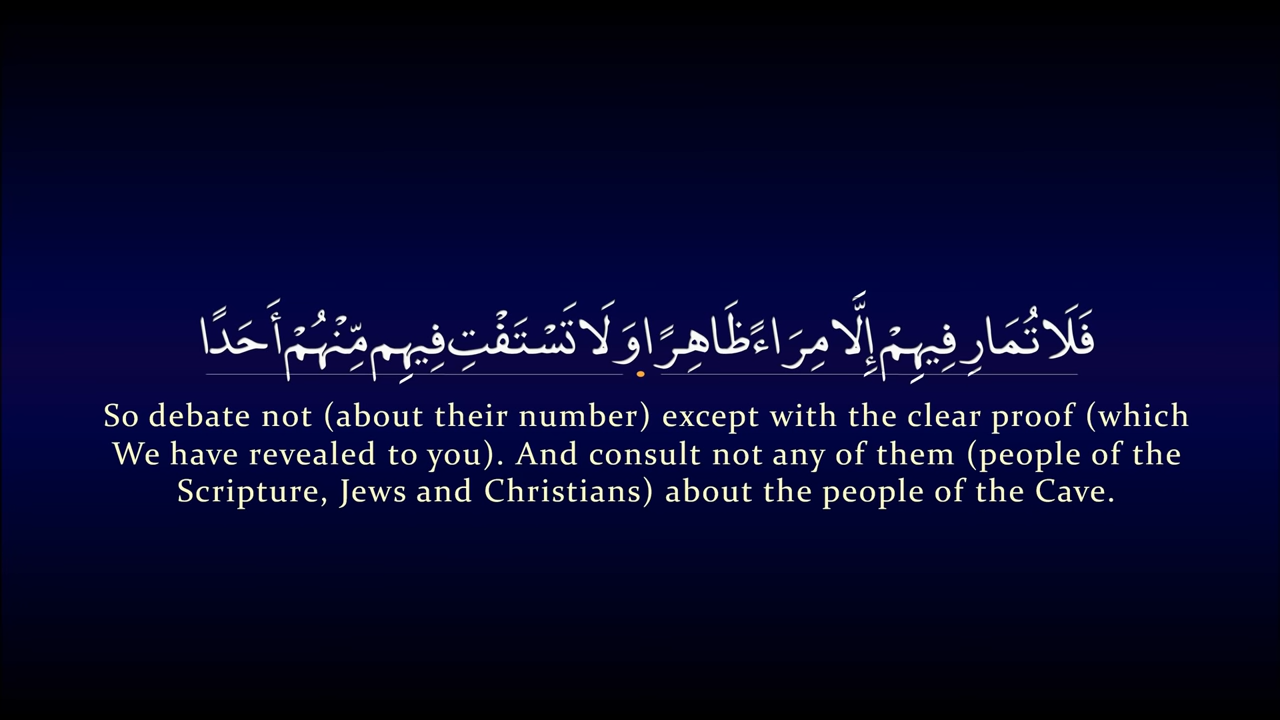 فَلَا تُمَارِ فِيهِمْ إِلَّا مِرَاءً ظَاهِرًا وَلَا تَسْتَفْتِ فِيهِم مِّنْهُمْ أَحَدًا
So debate not (about their number) except with the clear proof (which
We have revealed to you). And consult not any of them (people of the
Scripture, Jews and Christians) about the people of the Cave.